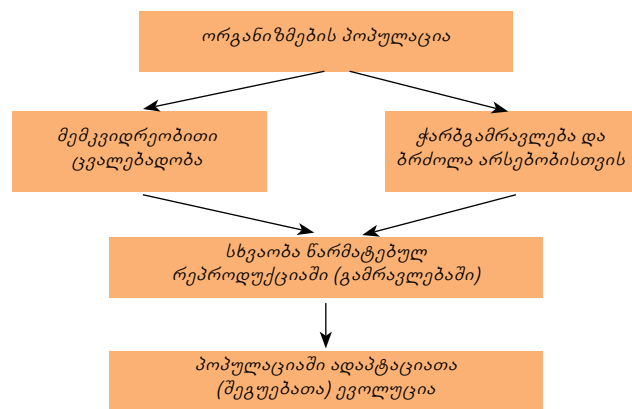 ორგანიზმების პოპულაცია
მემკვიდრეობითი
ცვალებადობა
ჭარბგამრავლება და
ბრძოლა არსებობისთვის
სხვაობა წარმატებულ
რეპროდუქციაში (გამრავლებაში)
პოპულაციაში ადაპტაციათა
(შეგუებათა) ევოლუცია